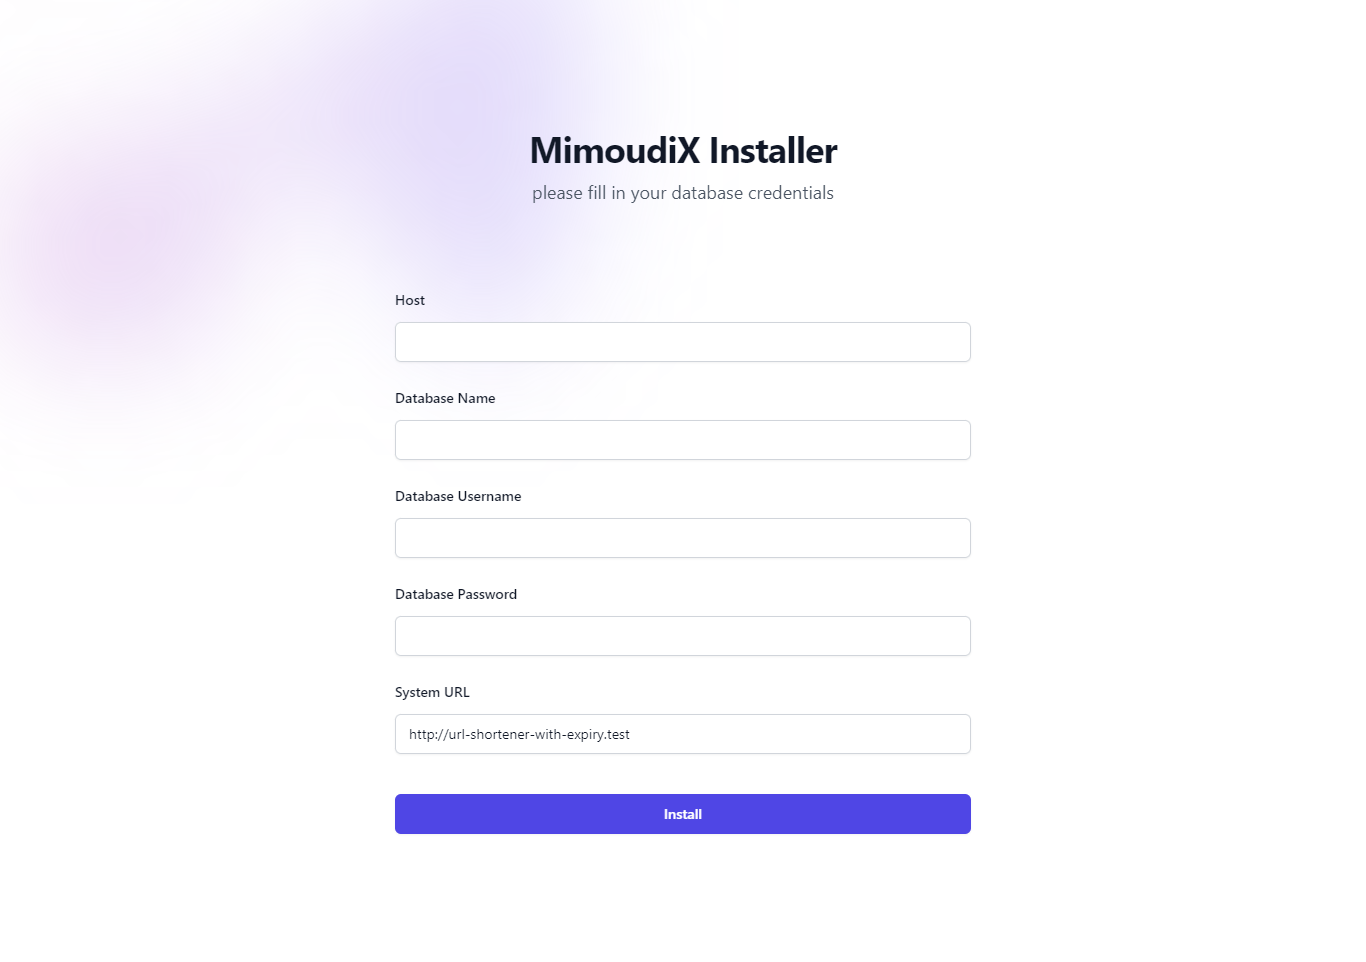 MimoudiX Installer
please fill in your database credentials
Host
Database Name
Database Username
Database Password
System URL
http://url-shortener-with-expiry.test
Install